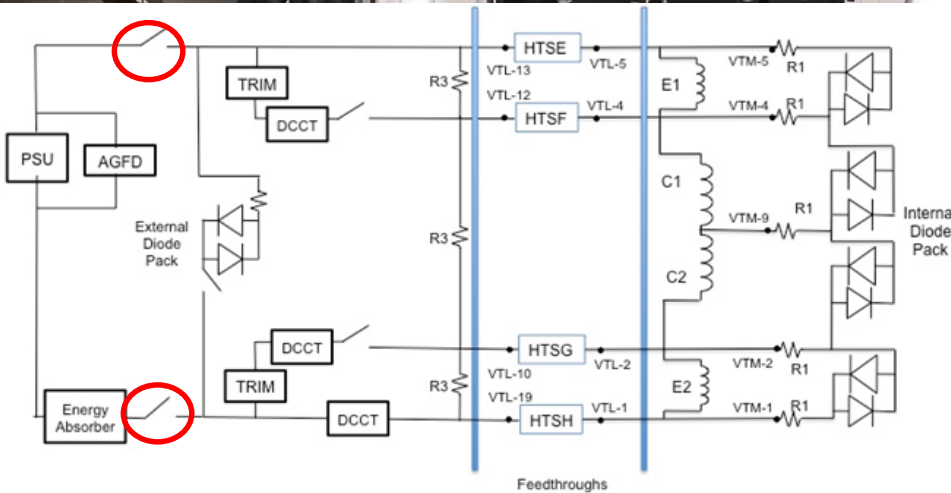 HTSE
VTL-13
VTL-5
VTM-5
R1
R3
TRIM
E1
VTL-12
VTL-4
VTM-4
R1
DCCT
HTSF
PSU
AGFD
C1
R1
VTM-9
External
Diode
Pack
R3
Internal
Diode
Pack
C2
DCCT
HTSG
VTL-10
VTL-2
VTM-2
R1
TRIM
R3
E2
Energy
Absorber
VTL-19
VTL-1
VTM-1
R1
DCCT
HTSH
Feedthroughs